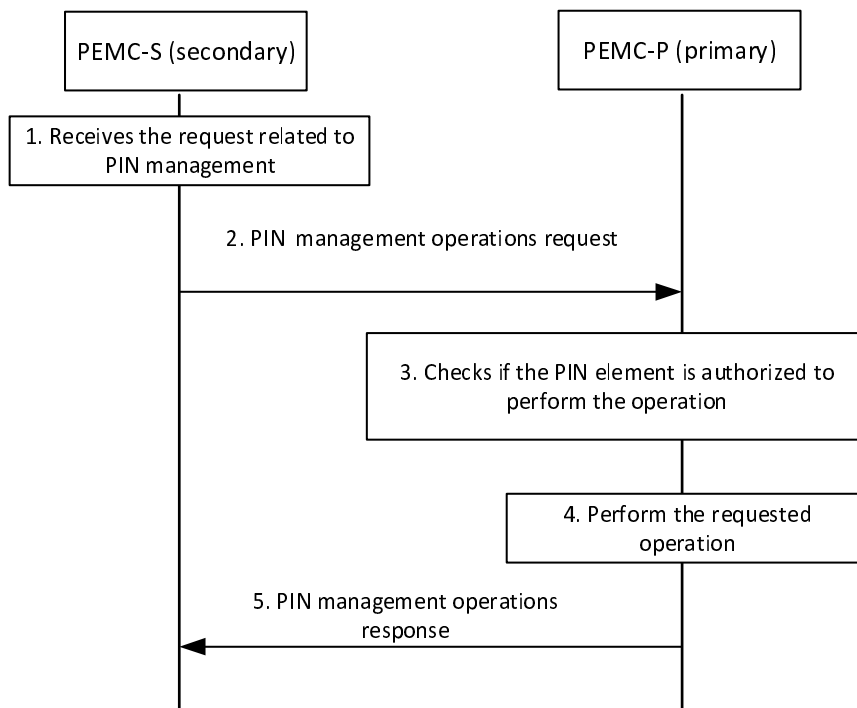 PEMC-S (secondary)
PEMC-P (primary)
1. Receives the request related to
PIN management
2. PIN management operations request
3. Checks if the PIN element is authorized to
perform the operation
4. Perform the requested
operation
5. PIN management operations
response